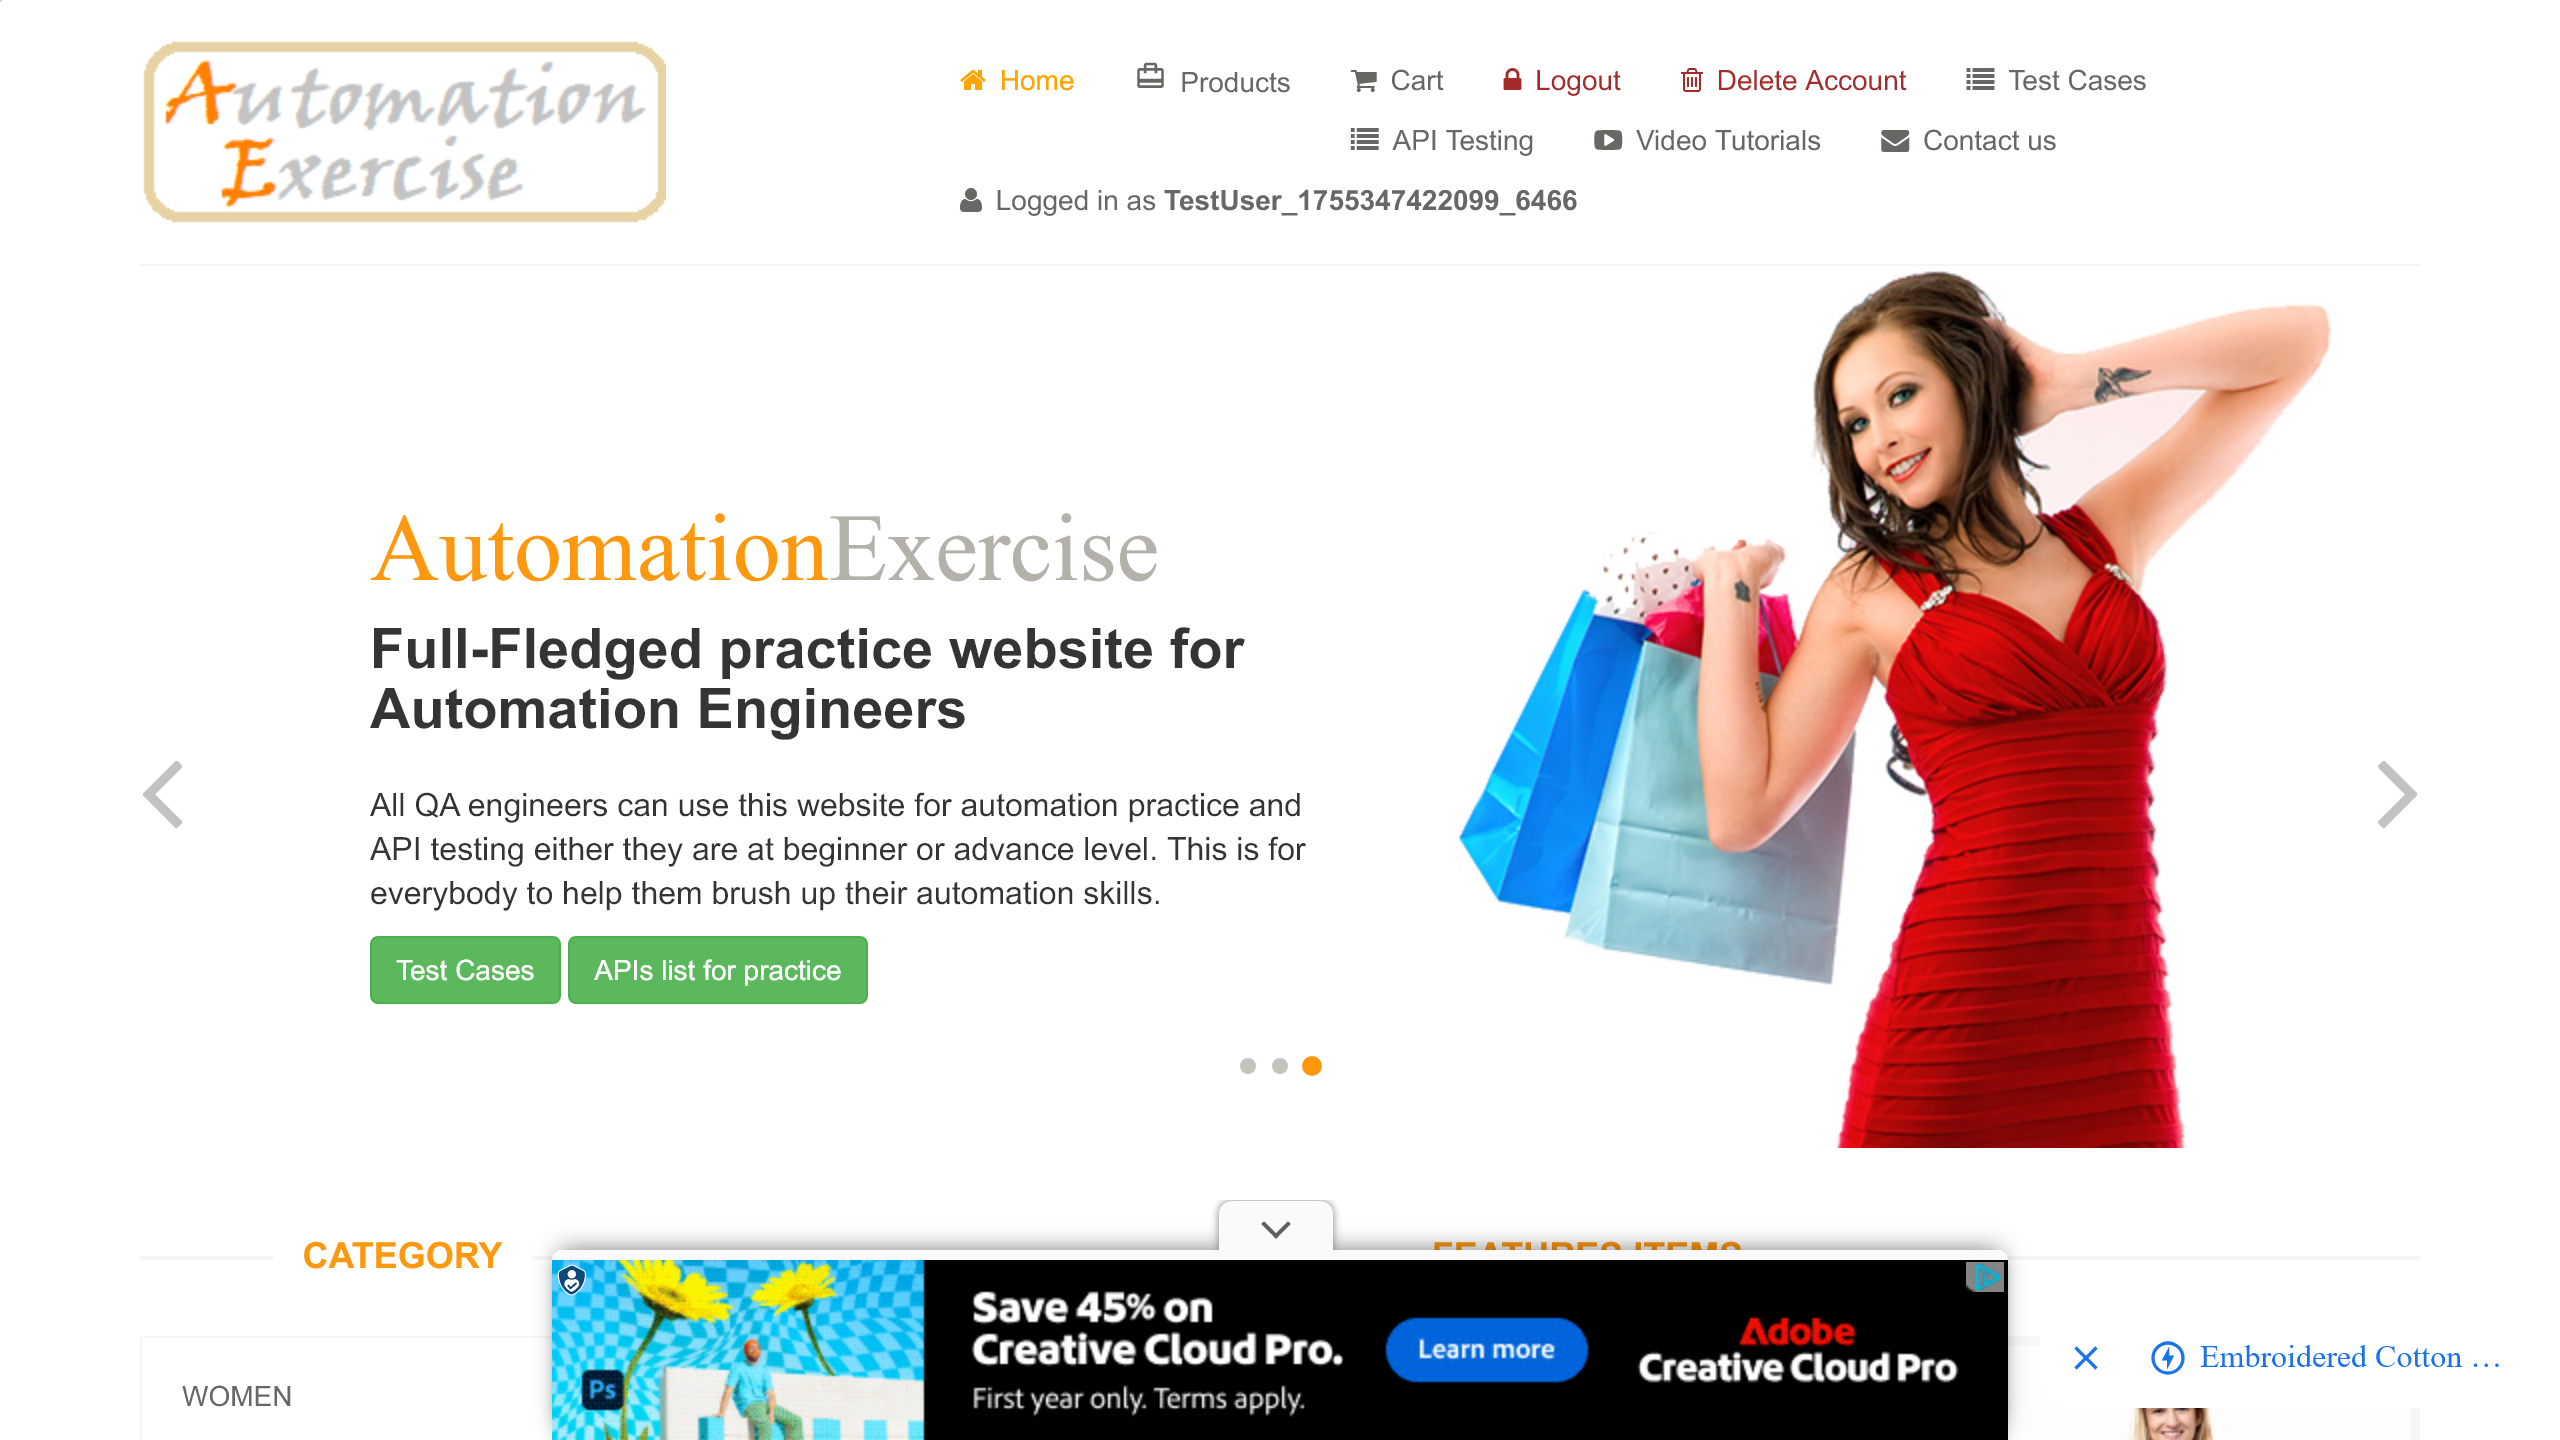 Automation
Exercise
Home
Products
Cart
Logout
Delete Account
Test Cases
API Testing
Video Tutorials
Contact us
Logged in as TestUser_1755347422099_6466
AutomationExercise
Full-Fledged practice website for
Automation Engineers
All QA engineers can use this website for automation practice and
API testing either they are at beginner or advance level. This is for
everybody to help them brush up their automation skills.
Test Cases
APIs list for practice
CATEGORY
FEATURES ITEMS
WOMEN
Ps
Save 45% on
Creative Cloud Pro.
First year only. Terms apply.
Learn more
Adobe
Creative Cloud Pro
Embroidered Cotton …